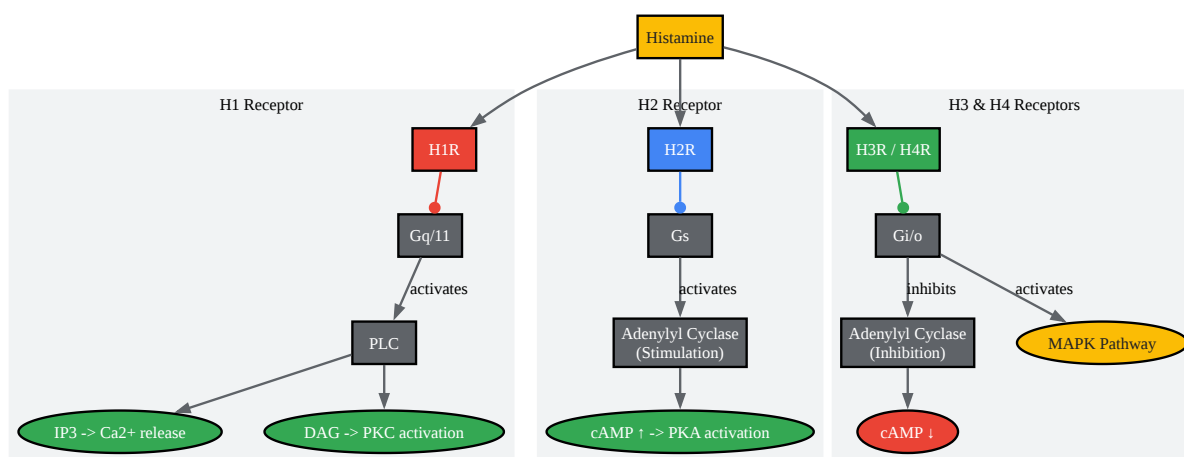 Histamine
H1 Receptor
H2 Receptor
H3 & H4 Receptors
H1R
H2R
H3R / H4R
Gq/11
Gs
Gi/o
activates
activates
inhibits
activates
PLC
Adenylyl Cyclase
(Stimulation)
Adenylyl Cyclase
(Inhibition)
MAPK Pathway
IP3 -> Ca2+ release
DAG -> PKC activation
cAMP ↑ -> PKA activation
cAMP ↓